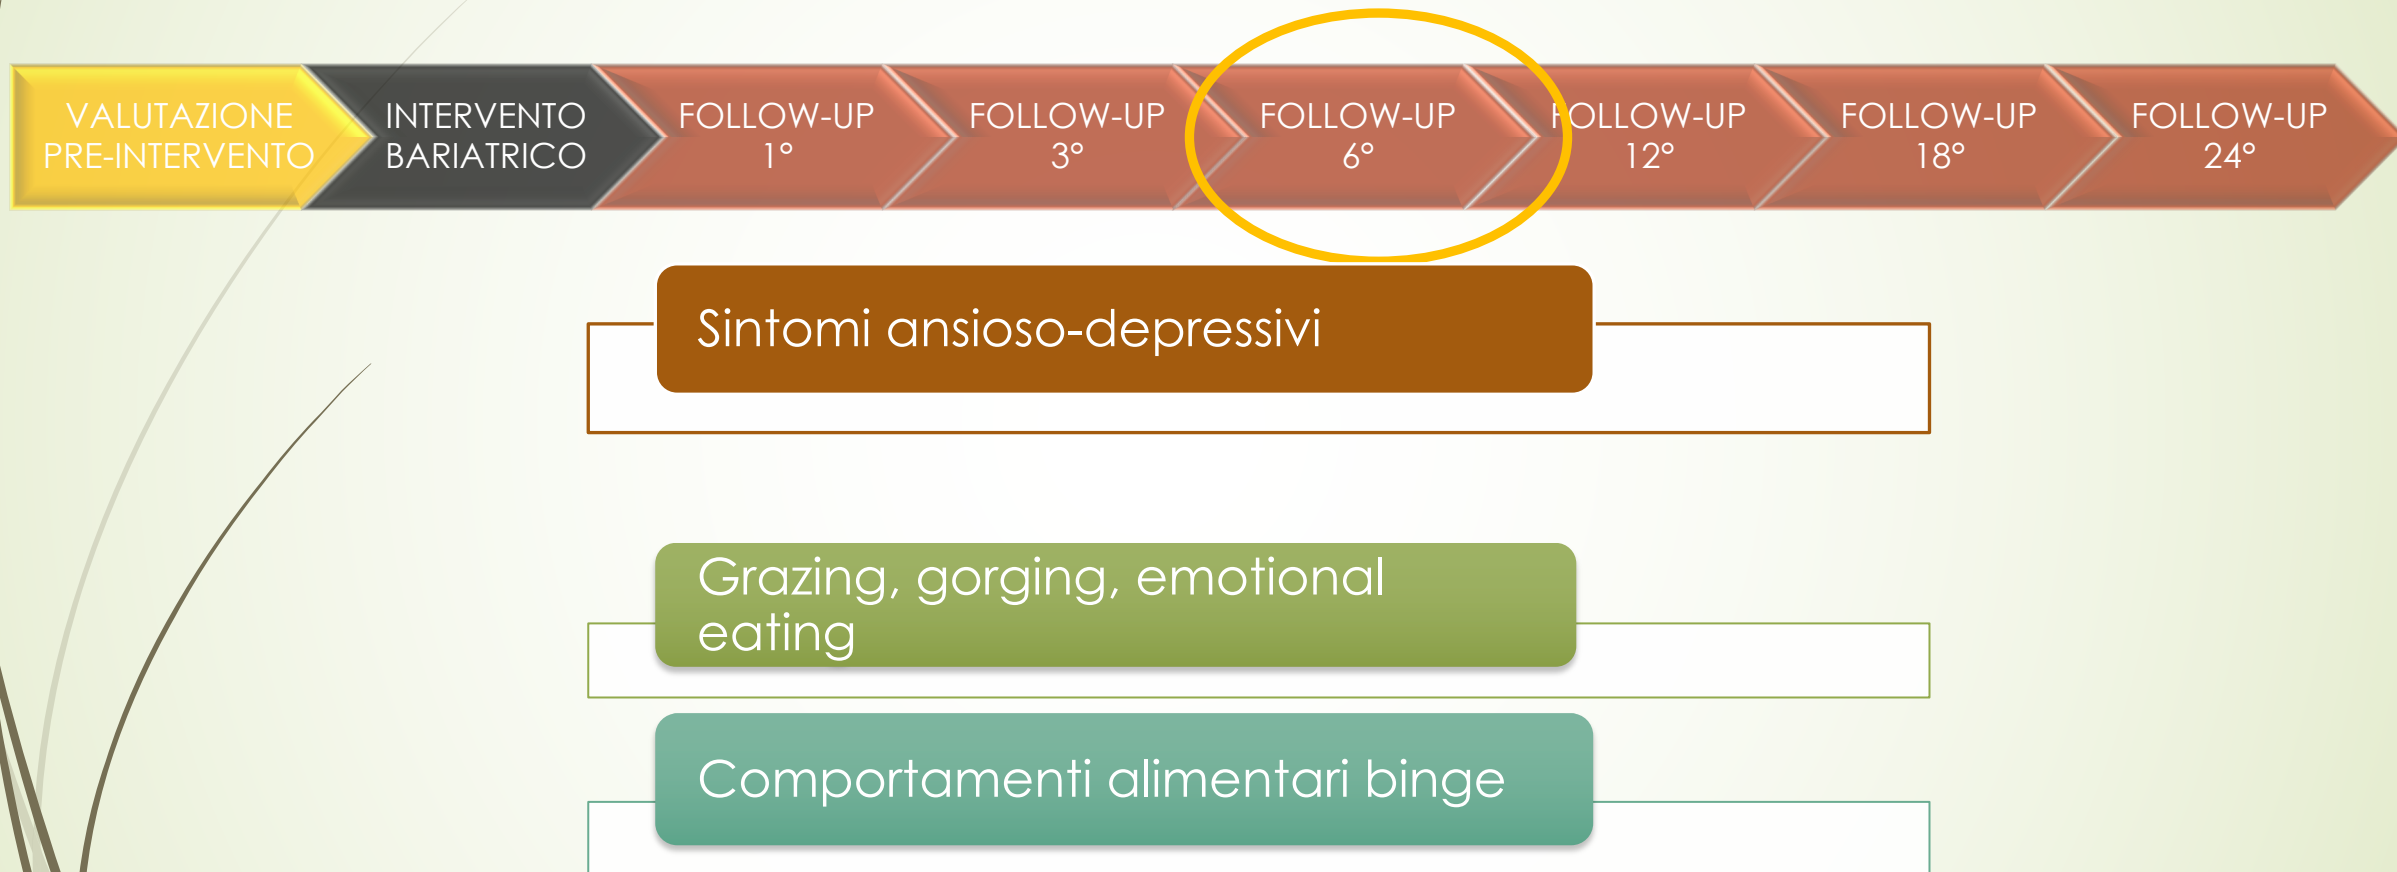 VALUTAZIONE
PRE-INTERVENTO
INTERVENTO
BARIATRICO
FOLLOW-UP
1°
FOLLOW-UP
3°
FOLLOW-UP
6°
FOLLOW-UP
12°
FOLLOW-UP
18°
FOLLOW-UP
24°
Sintomi ansioso-depressivi
Grazing, gorging, emotional
eating
Comportamenti alimentari binge